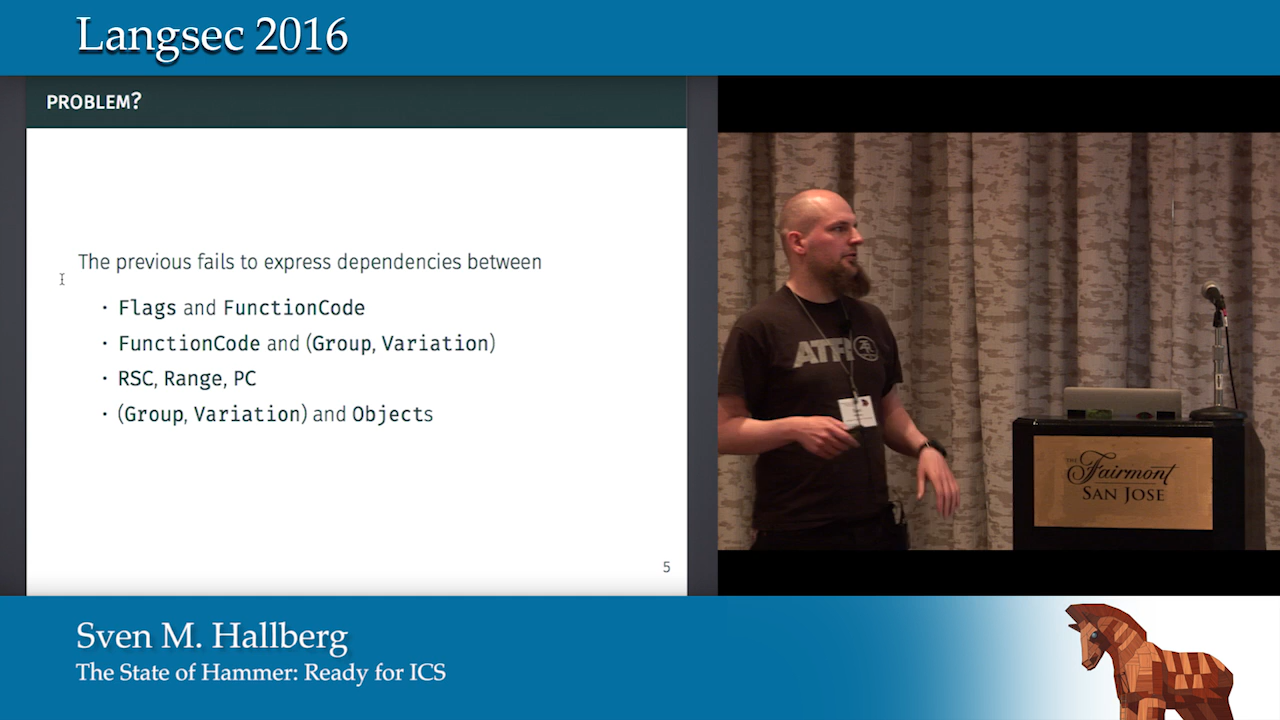 Langsec 2016
PROBLEM?
The previous fails to express dependencies between
· Flags and FunctionCode
· FunctionCode and (Group, Variation)
· RSC, Range, PC
· (Group, Variation) and Objects
5
ATFR
THE
Fairmont
SAN JOSE
Sven M. Hallberg
The State of Hammer: Ready for ICS